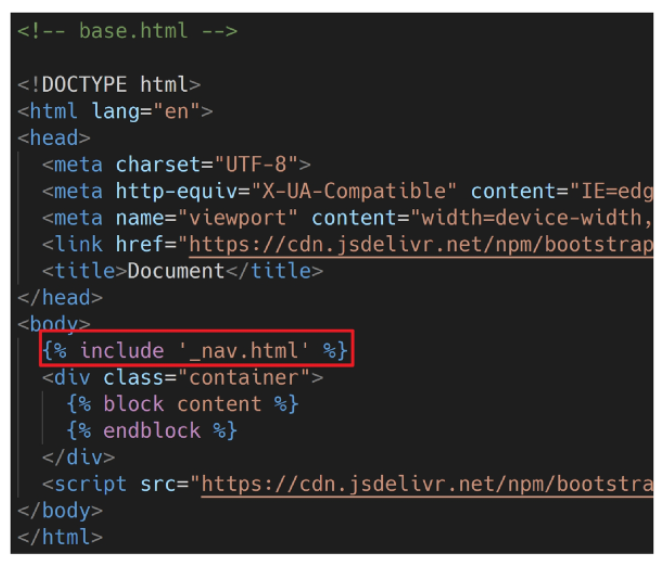 <!-- base.html -->
<!DOCTYPE html>
<html lang="en">
<head>
<meta charset="UTF-8">
<meta http-equiv="X-UA-Compatible" content="IE=edg
<meta name="viewport" content="width=device-width,
<link href="https://cdn.jsdelivr.net/npm/bootstrap
<title>Document</title>
</head>
<body>
{% include '_nav.html' %}
<div class="container">
{% block content %}
{% endblock %}
</div>
<script src="https://cdn.jsdelivr.net/npm/bootstra
</body>
</html>